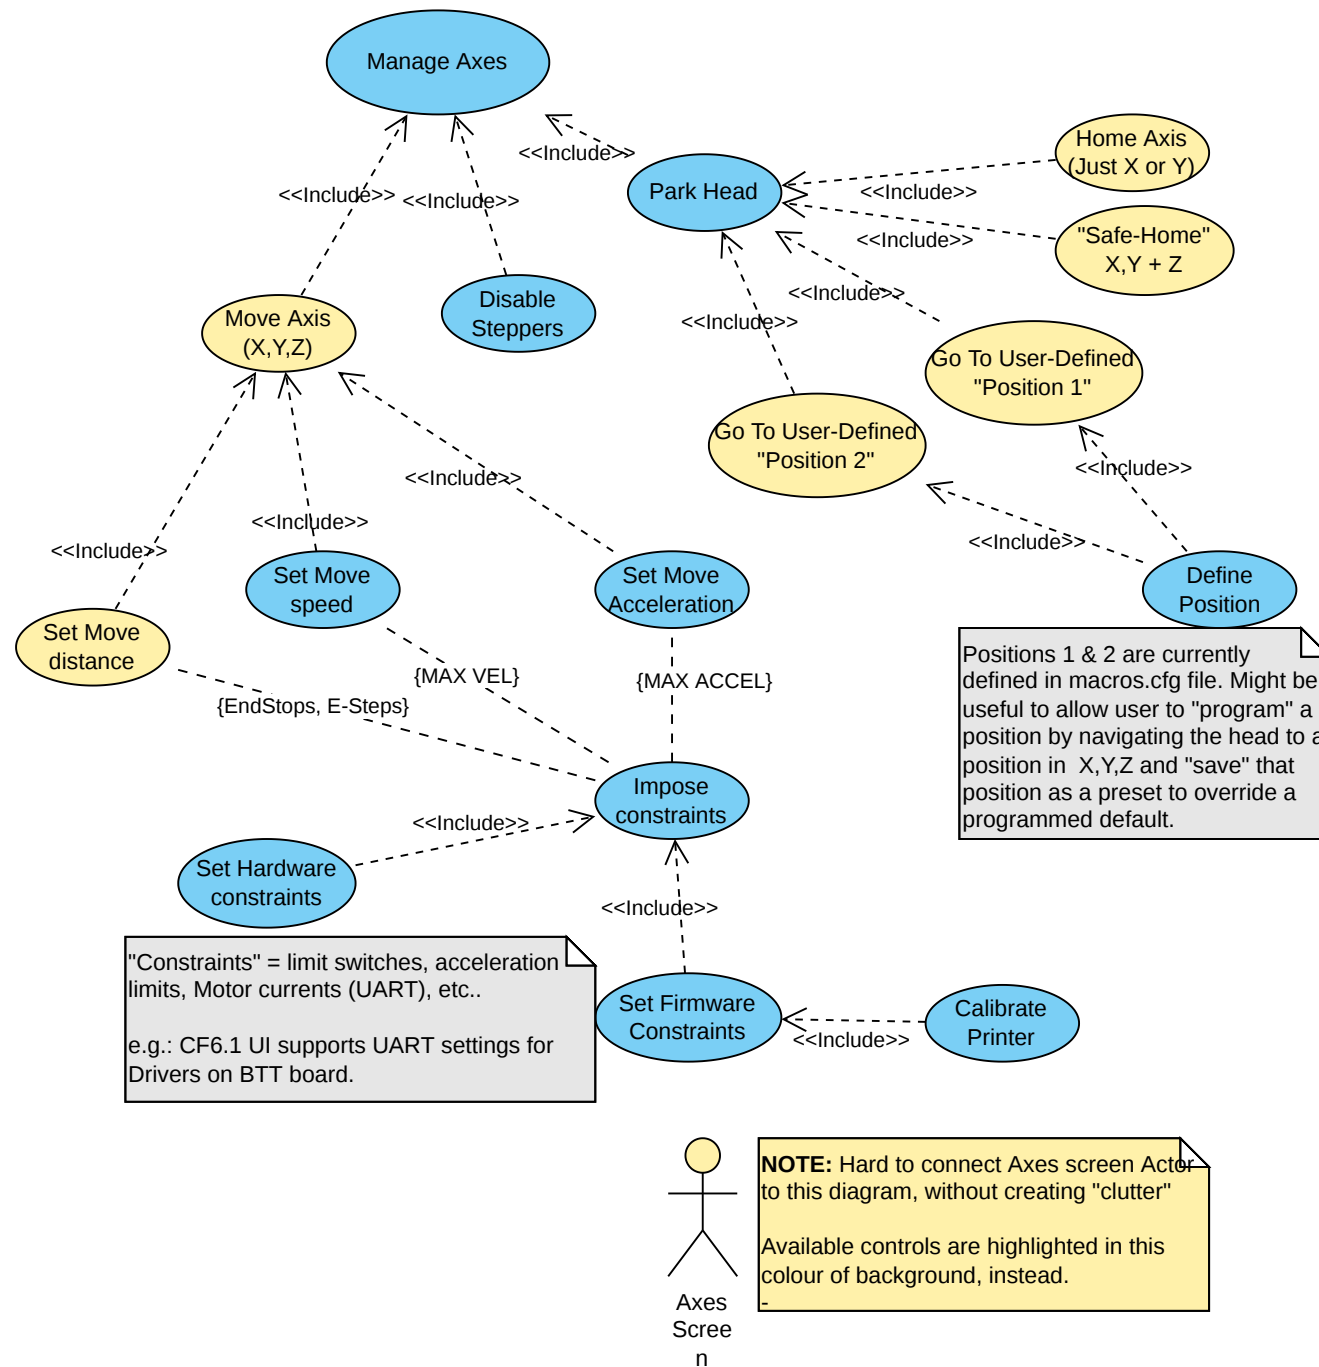 Manage Axes
<<Include>>
Home Axis
(Just X or Y)
Park Head
<<Include>>
<<Include>>
<<Include>>
"Safe-Home"
X,Y + Z
<<Include>>
Disable
Steppers
<<Include>>
<<Include>>
Move Axis
(X,Y,Z)
Go To User-Defined
"Position 1"
Go To User-Defined
"Position 2"
<<Include>>
<<Include>>
<<Include>>
<<Include>>
<<Include>>
<<Include>>
Set Move
speed
Set Move
Acceleration
Define
Position
Set Move
distance
{MAX VEL}
{MAX ACCEL}
{EndStops, E-Steps}
Positions 1 & 2 are currently
defined in macros.cfg file. Might be
useful to allow user to "program" a
position by navigating the head to a
position in  X,Y,Z and "save" that
position as a preset to override a
programmed default.
Impose
constraints
<<Include>>
Set Hardware
constraints
<<Include>>
"Constraints" = limit switches, acceleration
limits, Motor currents (UART), etc..
e.g.: CF6.1 UI supports UART settings for
Drivers on BTT board.
Set Firmware
Constraints
<<Include>>
Calibrate
Printer
Axes
Scree
n
NOTE: Hard to connect Axes screen Actor
to this diagram, without creating "clutter"
Available controls are highlighted in this
colour of background, instead.
-